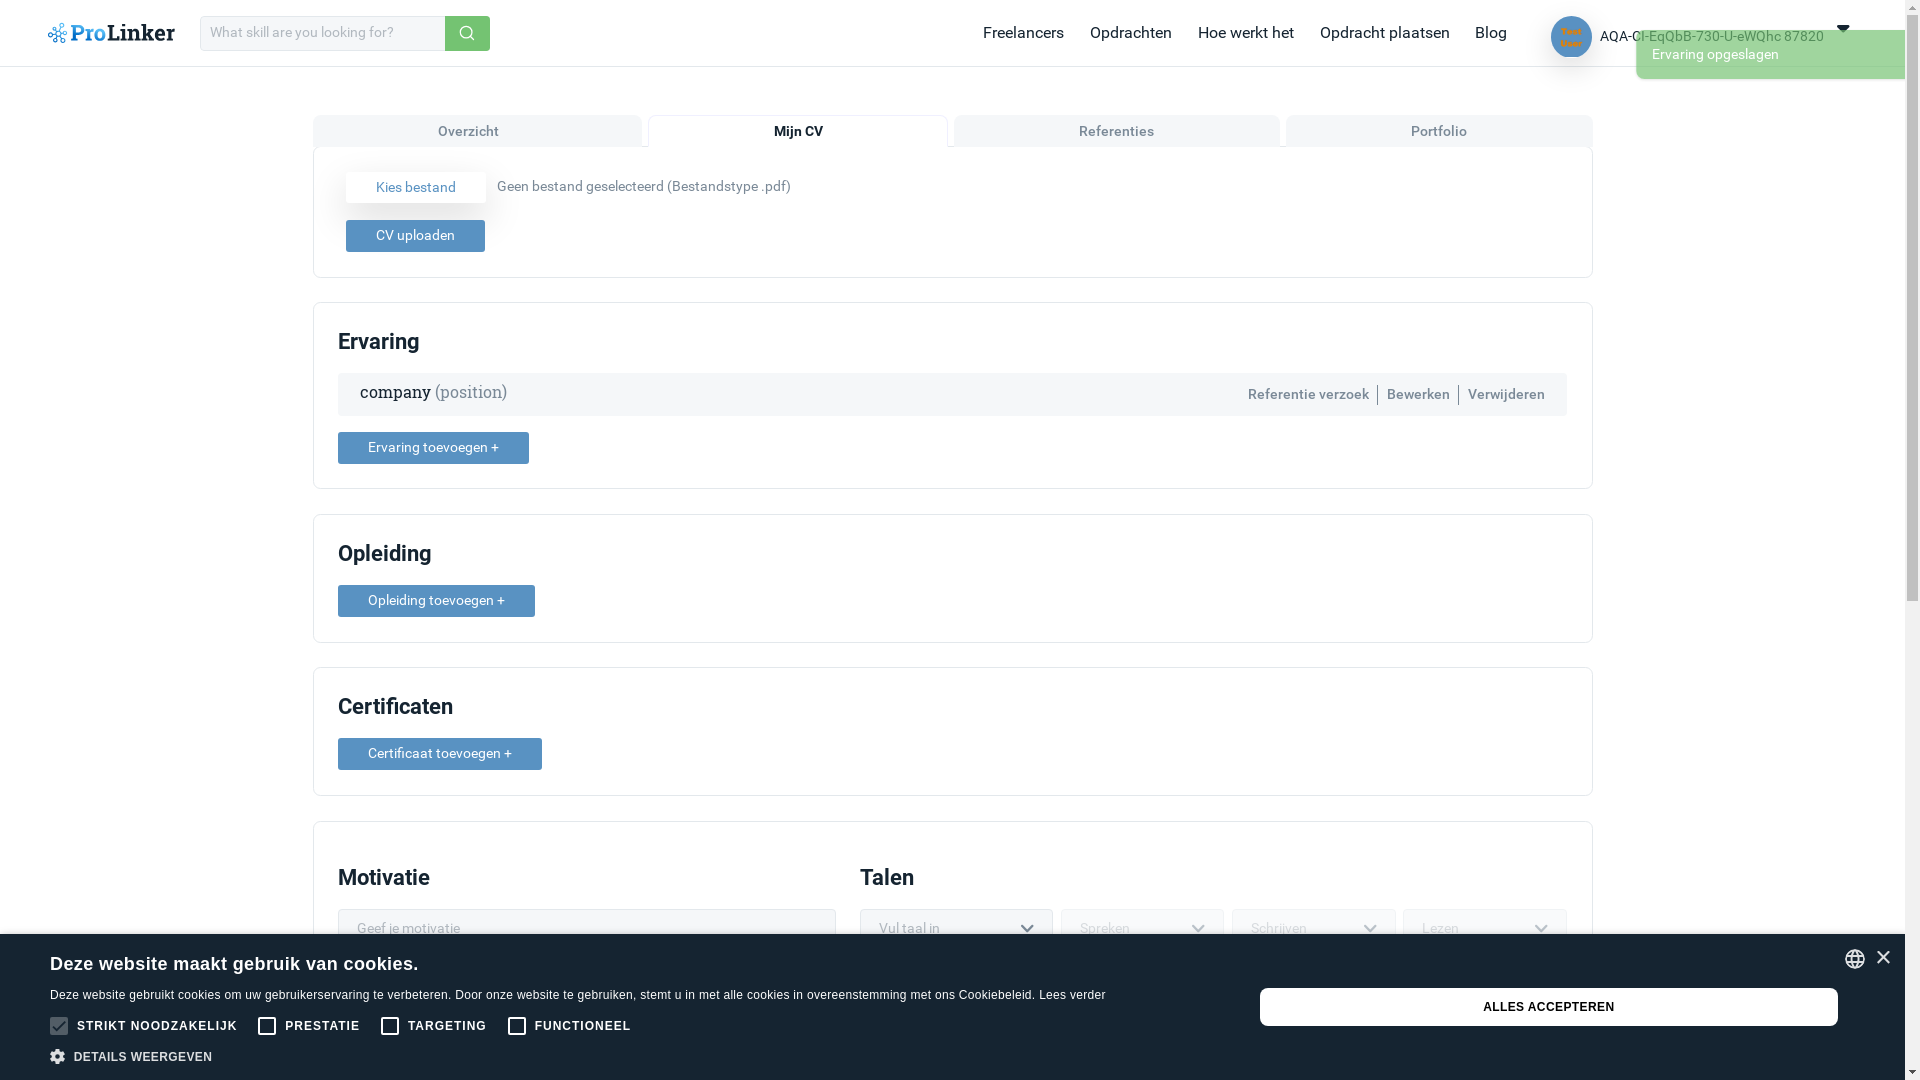 ProLinker
What skill are you looking for?
Freelancers
Opdrachten
Hoe werkt het
Opdracht plaatsen
Blog
Test
User
AQA-CI-EqQbB-730-U-eWQhc 87820
Ervaring opgeslagen
Overzicht
Mijn CV
Referenties
Portfolio
Kies bestand
Geen bestand geselecteerd (Bestandstype .pdf)
CV uploaden
Ervaring
company (position)
Referentie verzoek
Bewerken
Verwijderen
Ervaring toevoegen +
Opleiding
Opleiding toevoegen +
Certificaten
Certificaat toevoegen +
Motivatie
Talen
Geef je motivatie
Vul taal in
Spreken
Schrijven
Lezen
Deze website maakt gebruik van cookies.
Deze website gebruikt cookies om uw gebruikerservaring te verbeteren. Door onze website te gebruiken, stemt u in met alle cookies in overeenstemming met ons Cookiebeleid. Lees verder
STRIKT NOODZAKELIJK
PRESTATIE
TARGETING
FUNCTIONEEL
DETAILS WEERGEVEN
ALLES ACCEPTEREN
×